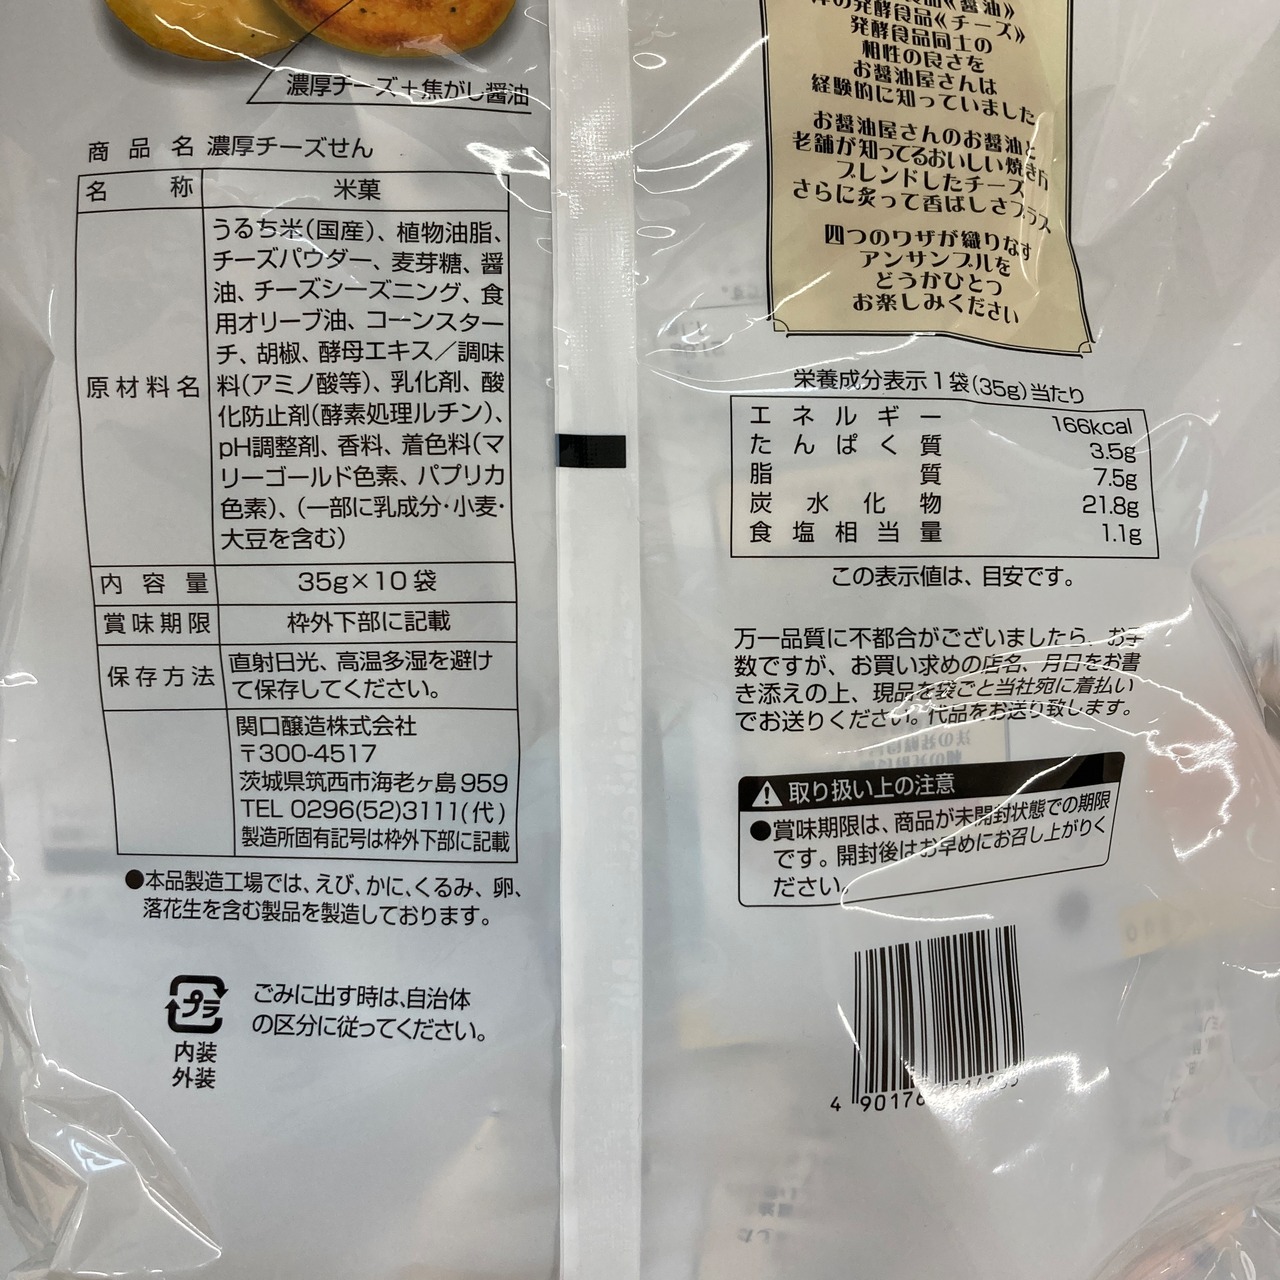 濃厚チーズ+焦がし醤油
商品名 濃厚チーズせん
名称 米菓
原材料名
うるち米(国産)、植物油脂、
チーズパウダー、麦芽糖、醤
油、チーズシーズニング、食
用オリーブ油、コーンスター
チ、胡椒、酵母エキス/調味
料(アミノ酸等)、乳化剤、酸
化防止剤(酵素処理ルチン)、
pH調整剤、香料、着色料(マ
リーゴールド色素、パプリカ
色素)、(一部に乳成分・小麦・
大豆を含む)
内容量 35g×10袋
賞味期限 枠外下部に記載
保存方法
直射日光、高温多湿を避け
て保存してください。
関口醸造株式会社
〒300-4517
茨城県筑西市海老ヶ島959
TEL 0296(52)3111(代)
製造所固有記号は枠外下部に記載
●本品製造工場では、えび、かに、くるみ、卵、
落花生を含む製品を製造しております。
プラ
内装
外装
ごみに出す時は、自治体
の区分に従ってください。
《醤油》
の発酵食品《チーズ》
発酵食品同士の
相性の良さを
お醤油屋さんは
経験的に知っていました
お醤油屋さんのお醤油と
老舗が知ってるおいしい焼き方
ブレンドしたチーズ
さらに炙って香ばしさプラス
四つのワザが織りなす
アンサンブルを
どうかひとつ
お楽しみください
栄養成分表示1袋(35g)当たり
エネルギー 166kcal
たんぱく質 3.5g
脂質 7.5g
炭水化物 21.8g
食塩相当量 1.1g
この表示値は、目安です。
万一品質に不都合がございましたら、お手
数ですが、お買い求めの店名、月日をお書
き添えの上、現品を袋ごと当社宛に着払い
でお送りください。代品をお送り致します。
取り扱い上の注意
●賞味期限は、商品が未開封状態での期限
です。開封後はお早めにお召し上がりく
ださい。
4 90176